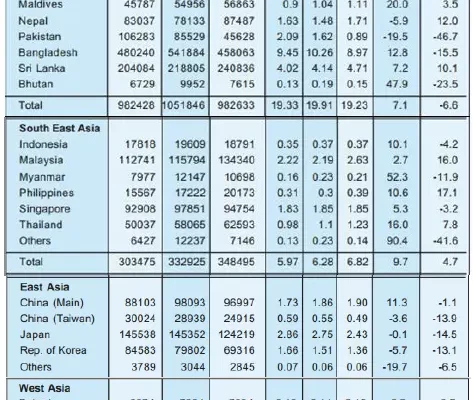 Maldives 45787 54956 56863 0.9 1.04 1.11 20.0 3.5
Nepal 83037 78133 87487 1.63 1.48 1.71 -5.9 12.0
Pakistan 106283 85529 45628 2.09 1.62 0.89 -19.5 -46.7
Bangladesh 480240 541884 458063 9.45 10.26 8.97 12.8 -15.5
Sri Lanka 204084 218805 240836 4.02 4.14 4.71 7.2 10.1
Bhutan 6729 9952 7615 0.13 0.19 0.15 47.9 -23.5
Total 982428 1051846 982633 19.33 19.91 19.23 7.1 -6.6
South East Asia
Indonesia 17818 19609 18791 0.35 0.37 0.37 10.1 -4.2
Malaysia 112741 115794 134340 2.22 2.19 2.63 2.7 16.0
Myanmar 7977 12147 10698 0.16 0.23 0.21 52.3 -11.9
Philippines 15567 17222 20173 0.31 0.3 0.39 10.6 17.1
Singapore 92908 97851 94754 1.83 1.85 1.85 5.3 -3.2
Thailand 50037 58065 62553 0.98 1.1 1.23 16.0 7.8
Others 6427 12237 7146 0.13 0.23 0.14 90.4 -41.6
Total 303475 332925 348495 5.97 6.28 6.82 9.7 4.7
East Asia
China (Main) 88103 98093 96997 1.73 1.86 1.90 11.3 -1.1
China (Taiwan) 30024 28939 24915 0.59 0.55 0.49 -3.6 -13.9
Japan 145538 145352 124219 2.86 2.75 2.43 -0.1 -14.5
Rep. of Korea 84583 79802 69316 1.66 1.51 1.36 -5.7 -13.1
Others 3789 3044 2845 0.07 0.06 0.06 -19.7 -6.5
West Asia